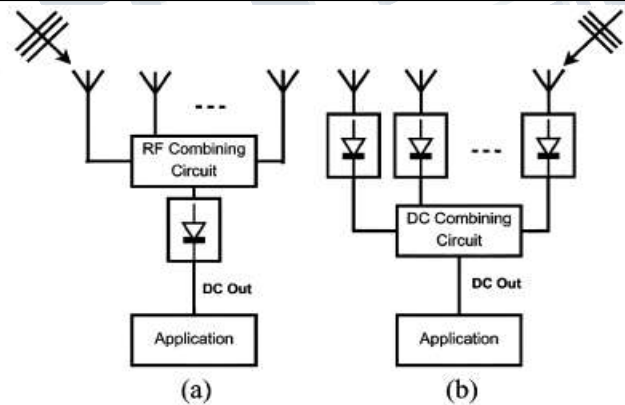 RF Combining
Circuit
DC Out
Application
(a)
DC Combining
Circuit
DC Out
Application
(b)